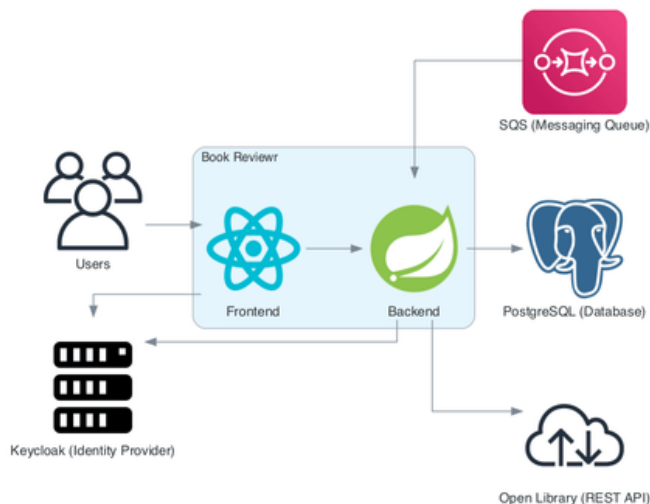 SQS (Messaging Queue)
Book Reviewr
Users
Frontend
Backend
PostgreSQL (Database)
Keycloak (Identity Provider)
Open Library (REST API)